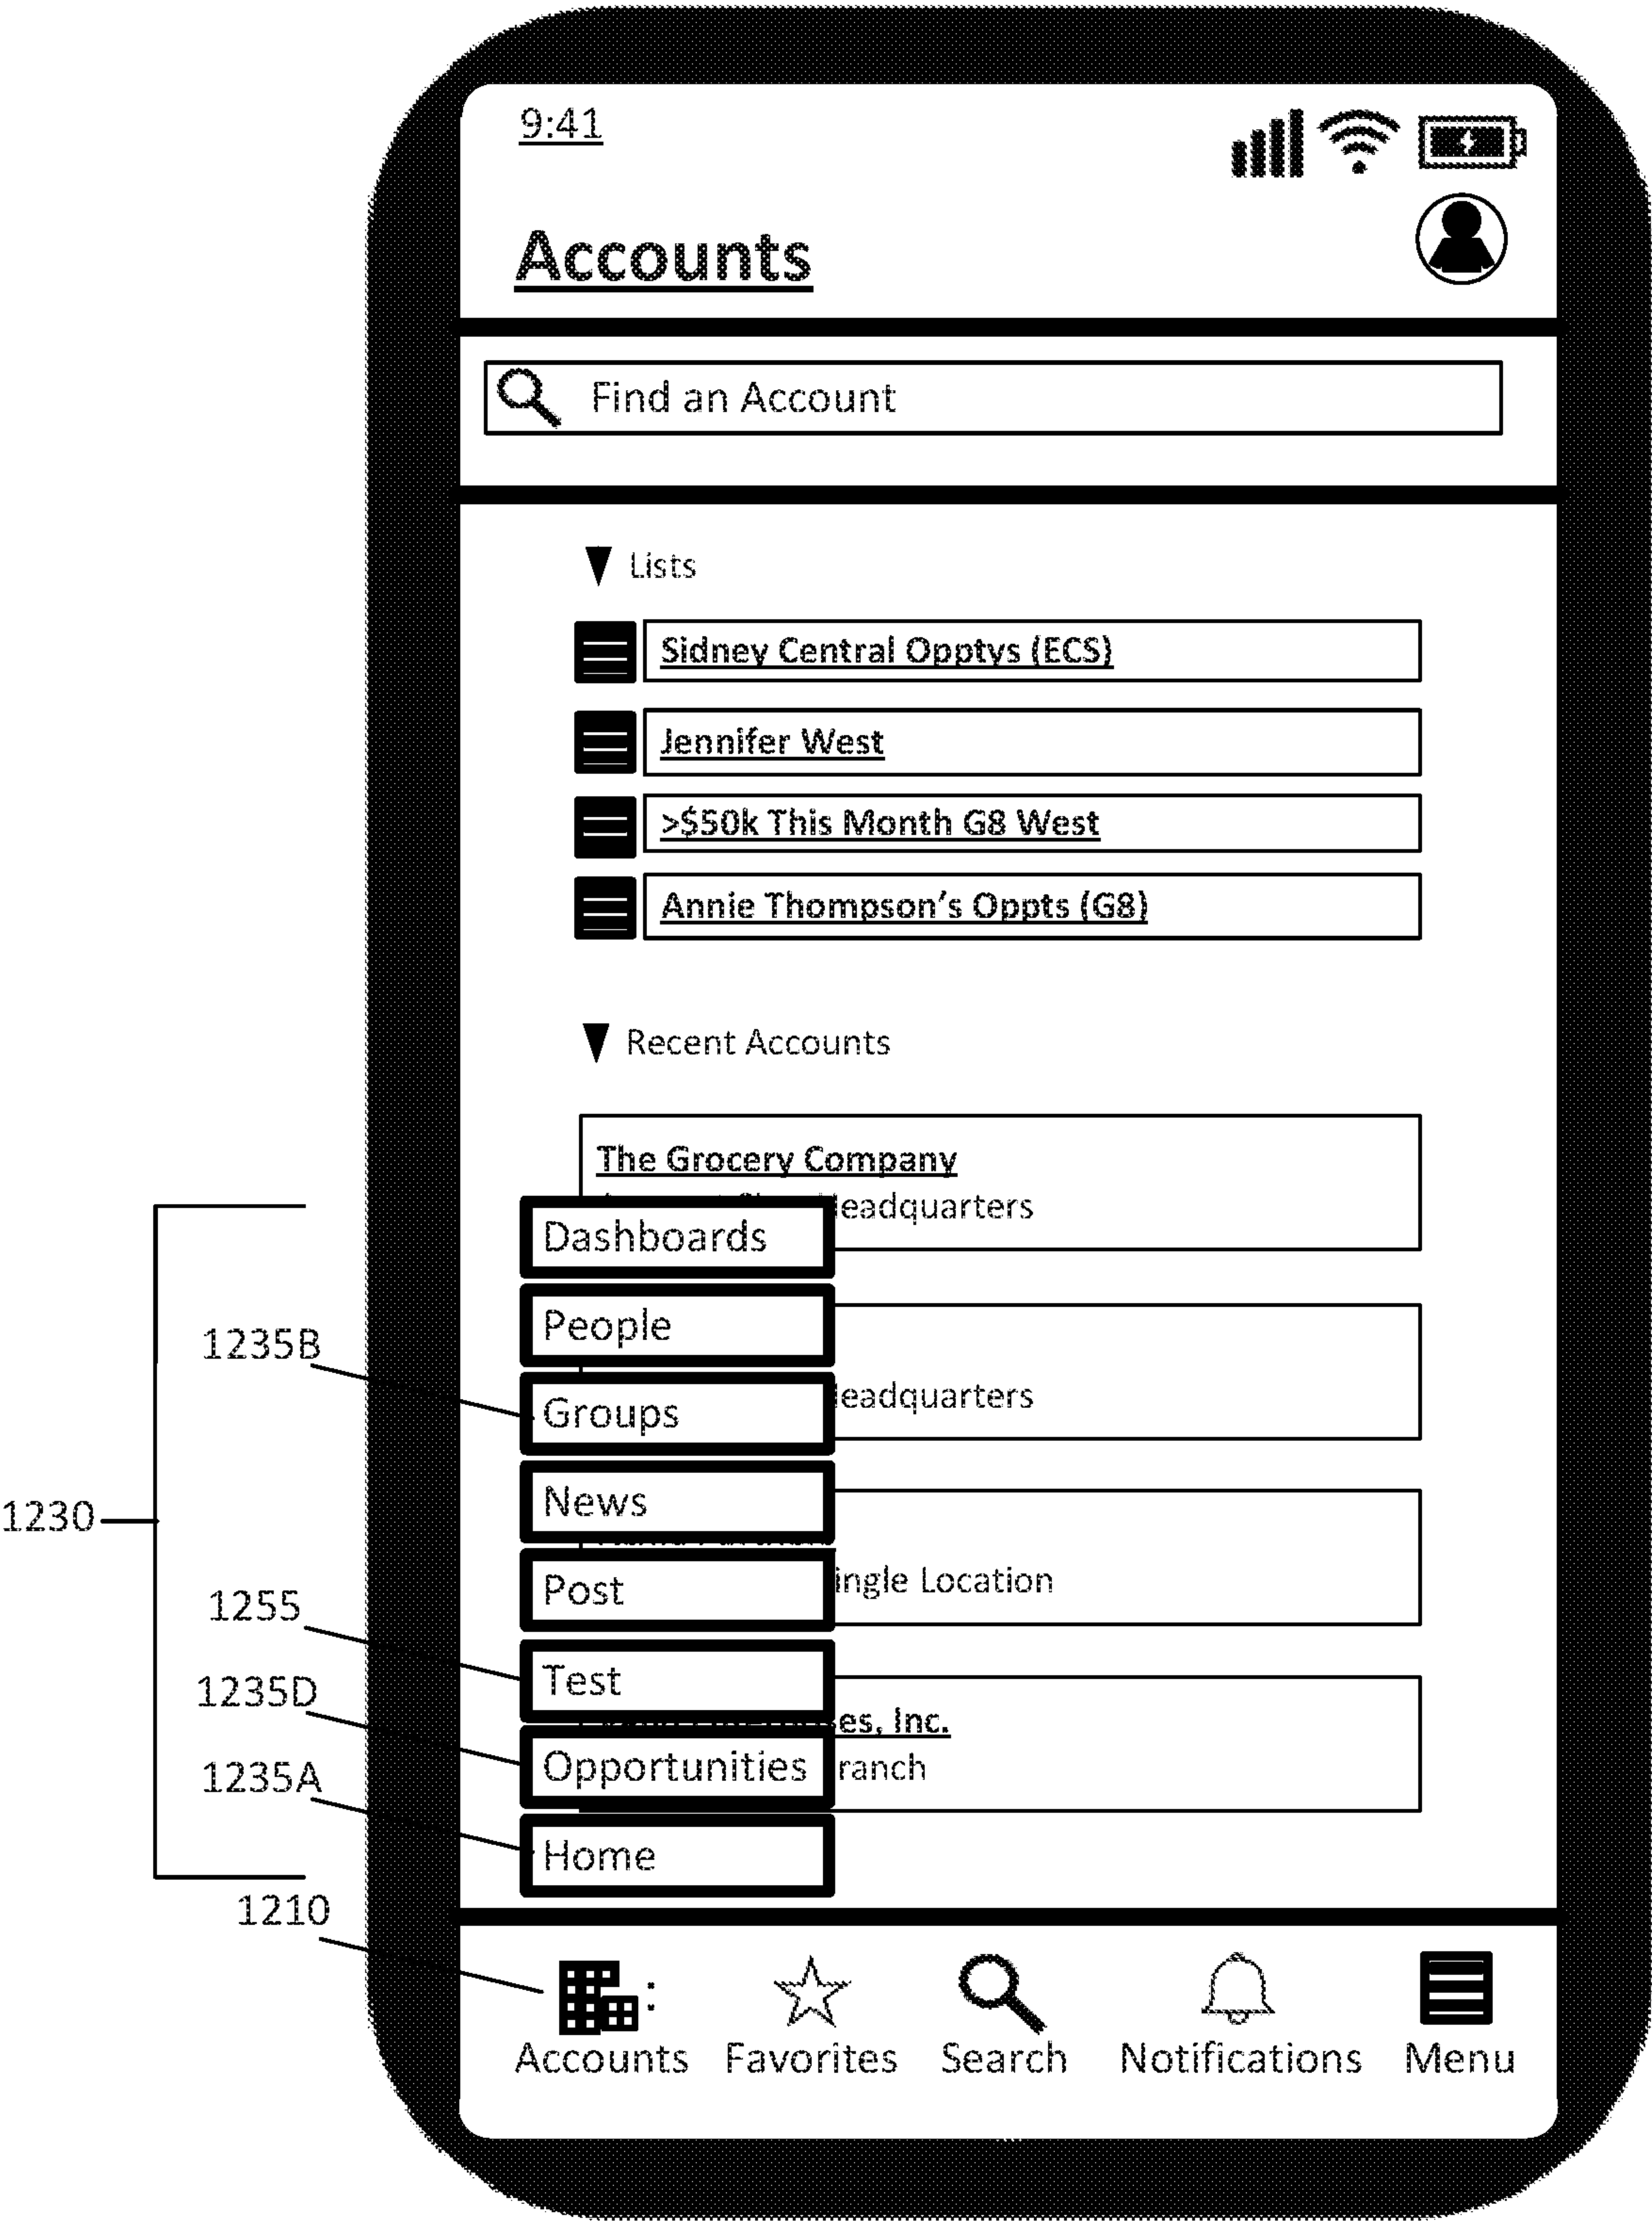 9:41
Accounts
Find an Account
Lists
Sidney Central Opptys (ECS)
Jennifer West
>$50k This Month G8 West
Annie Thompson's Oppts (G8)
Recent Accounts
The Grocery Company
eadquarters
Dashboards
1235B
People
eadquarters
Groups
1230
News
1255
Post
ingle Location
1235D
Test
es, Inc.
1235A
Opportunities
ranch
Home
1210
Accounts
Favorites
Search
Notifications
Menu